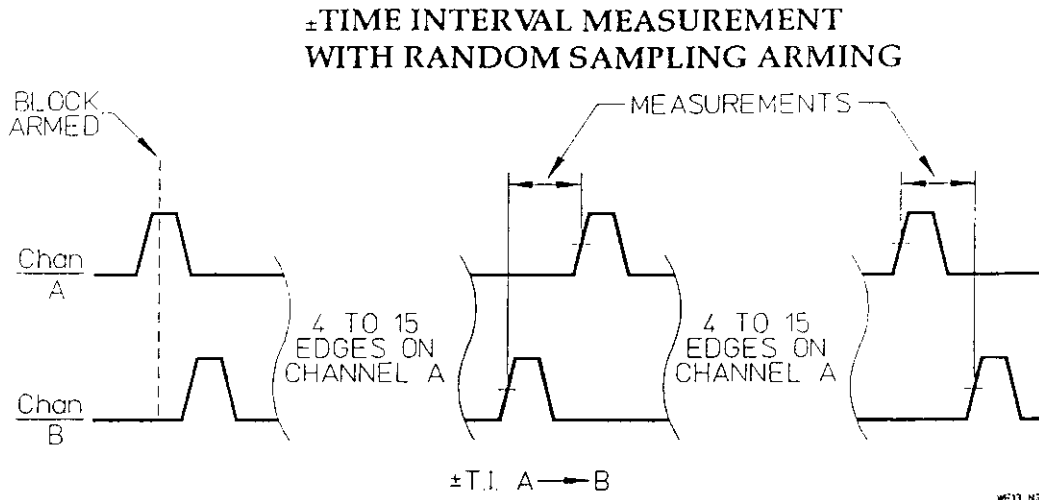 ±TIME INTERVAL MEASUREMENT
WITH RANDOM SAMPLING ARMING
BLOCK
ARMED
MEASUREMENTS
Chan
A
4 TO 15
EDGES ON
CHANNEL A
4 TO 15
EDGES ON
CHANNEL A
Chan
B
±T.I. A B